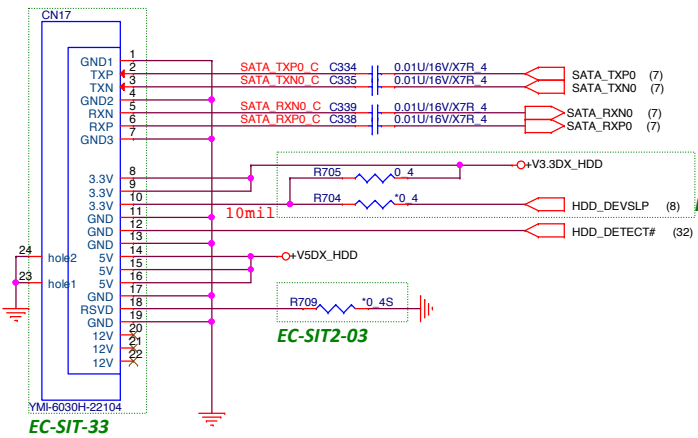 CN17
GND1 1
TXP 2 SATA_TXP0_C C334 0.01U/16V/X7R_4 SATA_TXP0 (7)
TXN 3 SATA_TXN0_C C335 0.01U/16V/X7R_4 SATA_TXN0 (7)
GND2 4
RXN 5 SATA_RXN0_C C339 0.01U/16V/X7R_4 SATA_RXN0 (7)
RXP 6 SATA_RXP0_C C338 0.01U/16V/X7R_4 SATA_RXP0 (7)
GND3 7
+V3.3DX_HDD
3.3V 8 R705 0_4
3.3V 9
3.3V 10 R704 *0_4 HDD_DEVSLP (8)
GND 11 10mil
GND 12 HDD_DETECT# (32)
GND 13
24 hole2 5V 14 +V5DX_HDD
5V 15
23 hole1 5V 16
GND 17
RSVD 18 R709 *0_4S
GND 19
12V 20
12V 21
12V 22
EC-SIT2-03
YMI-6030H-22104
EC-SIT-33